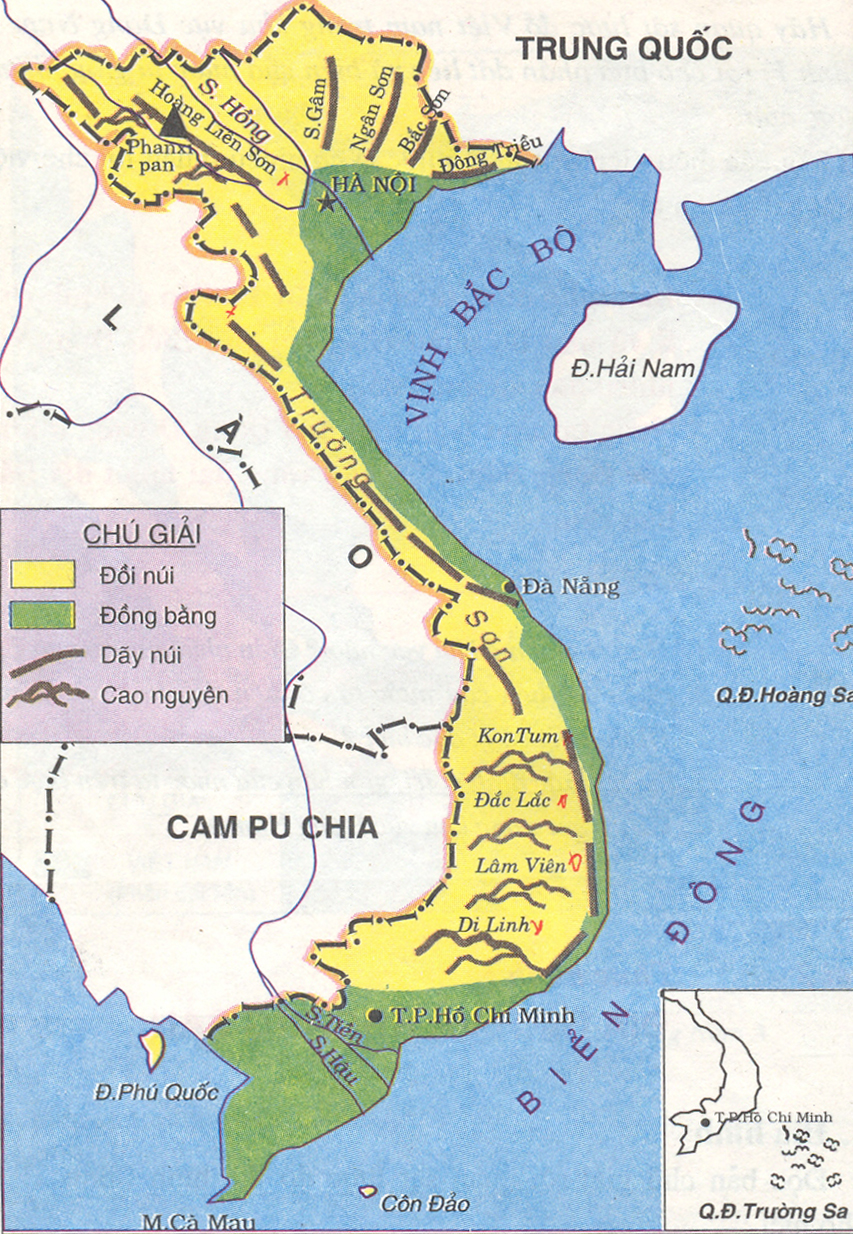 TRUNG QUỐC
S. Hồng
Hoàng Liên Sơn
Phanxi
- pan
S.Gâm
Ngân Sơn
Bắc Sơn
Đông Triều
HÀ NỘI
VỊNH BẮC BỘ
Đ.Hải Nam
L À O
Trường Sơn
CHÚ GIẢI
Đồi núi
Đồng bằng
Dãy núi
Cao nguyên
Đà Nẵng
Q.Đ.Hoàng Sa
KonTum
Đắc Lắc
Lâm Viên
Di Linh
CAM PU CHIA
BIỂN ĐÔNG
S.Tiền
S.Hậu
T.P.Hồ Chí Minh
Đ.Phú Quốc
Côn Đảo
M.Cà Mau
T.P.Hồ Chí Minh
Q.Đ.Trường Sa